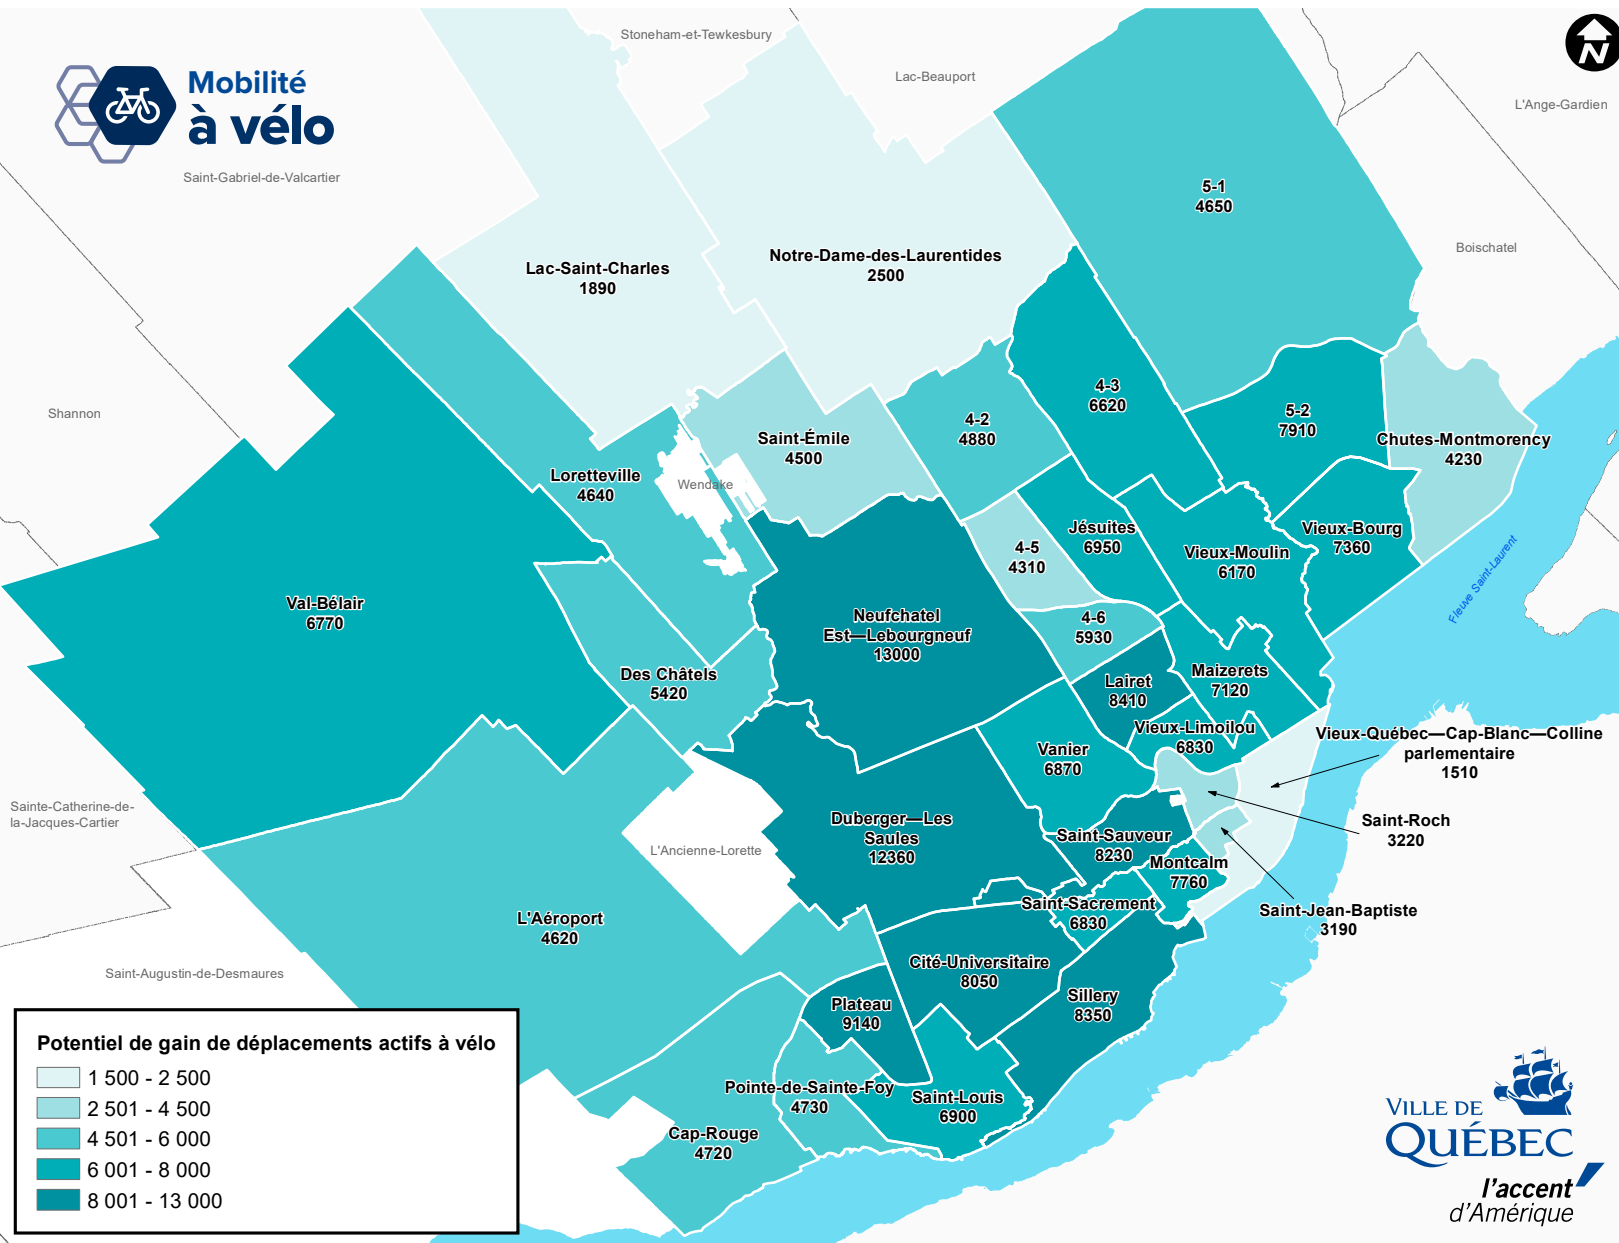 Stoneham-et-Tewkesbury
N
Mobilité
à vélo
Lac-Beauport
L'Ange-Gardien
Saint-Gabriel-de-Valcartier
5-1
4650
Boischatel
Notre-Dame-des-Laurentides
2500
Lac-Saint-Charles
1890
4-3
6620
Shannon
5-2
7910
4-2
4880
Saint-Émile
4500
Chutes-Montmorency
4230
Loretteville
4640
Wendake
Jésuites
6950
Vieux-Bourg
7360
4-5
4310
Vieux-Moulin
6170
Fleuve Saint-Laurent
Val-Bélair
6770
Neufchatel
Est—Lebourgneuf
13000
4-6
5930
Des Châtels
5420
Lairet
8410
Maizerets
7120
Vieux-Limoilou
6830
Vieux-Québec—Cap-Blanc—Colline
parlementaire
1510
Vanier
6870
Sainte-Catherine-de-
la-Jacques-Cartier
Duberger—Les
Saules
12360
Saint-Roch
3220
Saint-Sauveur
8230
L'Ancienne-Lorette
Montcalm
7760
Saint-Sacrement
6830
Saint-Jean-Baptiste
3190
L'Aéroport
4620
Saint-Augustin-de-Desmaures
Cité-Universitaire
8050
Sillery
8350
Plateau
9140
Pointe-de-Sainte-Foy
4730
Saint-Louis
6900
Cap-Rouge
4720
Potentiel de gain de déplacements actifs à vélo
1 500 - 2 500
2 501 - 4 500
4 501 - 6 000
6 001 - 8 000
8 001 - 13 000
VILLE DE
QUÉBEC
l'accent
d'Amérique